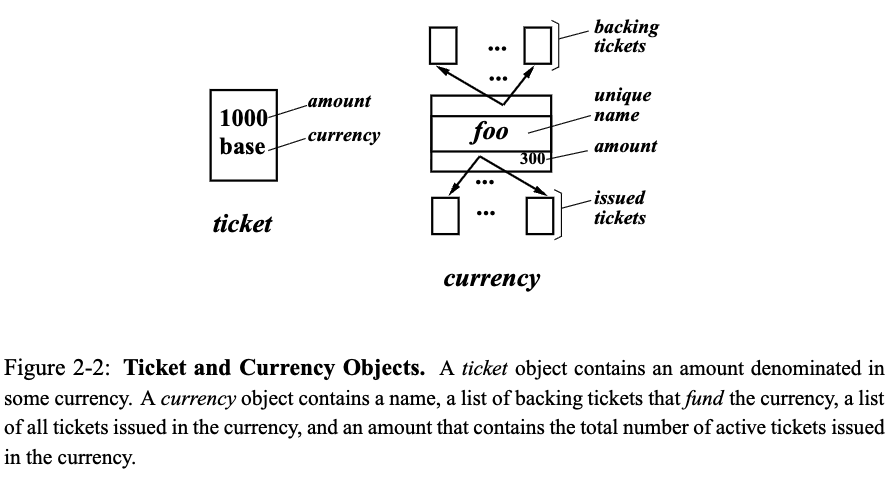 backing
tickets
...
...
unique
name
1000
base
amount
currency
foo
amount
300
...
...
issued
tickets
ticket
currency
Figure 2-2: Ticket and Currency Objects. A ticket object contains an amount denominated in
some currency. A currency object contains a name, a list of backing tickets that fund the currency, a list
of all tickets issued in the currency, and an amount that contains the total number of active tickets issued
in the currency.